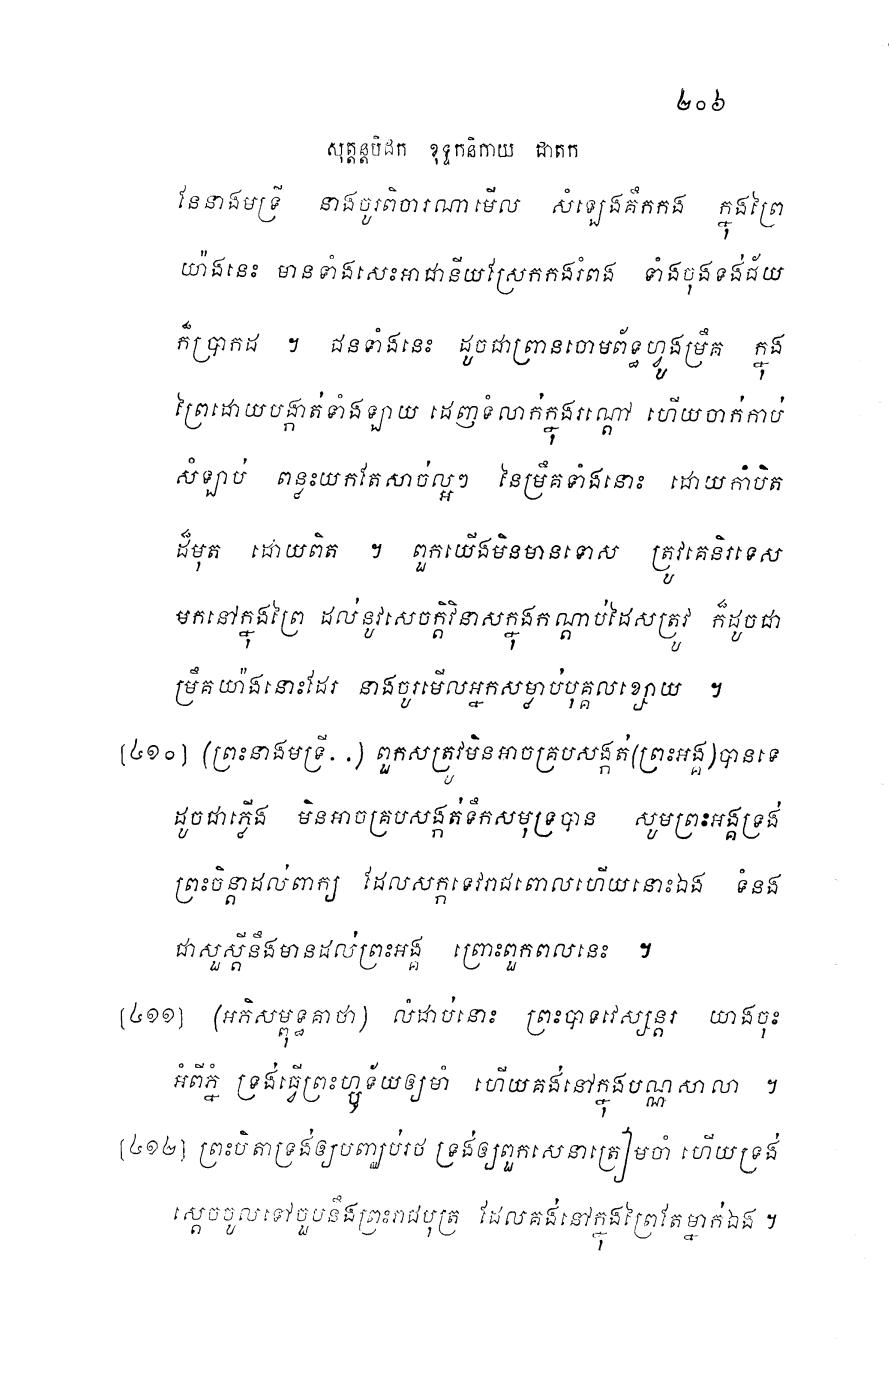 ២០៦
សុត្តន្តបិដក ខុទ្ទកនិកាយ ជាតក
នែនាងមទ្រី នាងចូរពិចារណាមើល សំឡេងគឹកកង ក្នុងព្រៃ
យ៉ាងនេះ មានទាំងសេះអាជានីយស្រែកកងរំពង ទាំងចុងទង់ជ័យ
ក៏ប្រាកដ ។ ជនទាំងនេះ ដូចជាព្រានចោមព័ទ្ធហ្វូងម្រឹគ ក្នុង
ព្រៃដោយបង្កាត់ទាំងឡាយ ដេញទំលាក់ក្នុងរណ្តៅ ហើយចាក់កាប់
សំឡាប់ ពន្លះយកតែសាច់ល្អៗ នៃម្រឹគទាំងនោះ ដោយកាំបិត
ដ៏មុត ដោយពិត ។ ពួកយើងមិនមានទោស ត្រូវគេនិរទេស
មកនៅក្នុងព្រៃ ដល់នូវសេចក្តីវិនាសក្នុងកណ្តាប់ដៃសត្រូវ ក៏ដូចជា
ម្រឹគយ៉ាងនោះដែរ នាងចូរមើលអ្នកសម្លាប់បុគ្គលខ្សោយ ។
[៤១០] (ព្រះនាងមទ្រី..) ពួកសត្រូវមិនអាចគ្របសង្កត់(ព្រះអង្គ)បានទេ
ដូចជាភ្លើង មិនអាចគ្របសង្កត់ទឹកសមុទ្របាន សូមព្រះអង្គទ្រង់
ព្រះចិន្តាដល់ពាក្យ ដែលសក្កទេវរាជពោលហើយនោះឯង ទំនង
ជាសួស្តីនឹងមានដល់ព្រះអង្គ ព្រោះពួកពលនេះ ។
[៤១១] (អភិសម្ពុទ្ធគាថា) លំដាប់នោះ ព្រះបាទវេស្សន្តរ យាងចុះ
អំពីភ្នំ ទ្រង់ធ្វើព្រះហ្ឫទ័យឲ្យមាំ ហើយគង់នៅក្នុងបណ្ណសាលា ។
[៤១២] ព្រះបិតាទ្រង់ឲ្យបញ្ឈប់រថ ទ្រង់ឲ្យពួកសេនាត្រៀមចាំ ហើយទ្រង់
ស្តេចចូលទៅចួបនឹងព្រះរាជបុត្រ ដែលគង់នៅក្នុងព្រៃតែម្នាក់ឯង ។